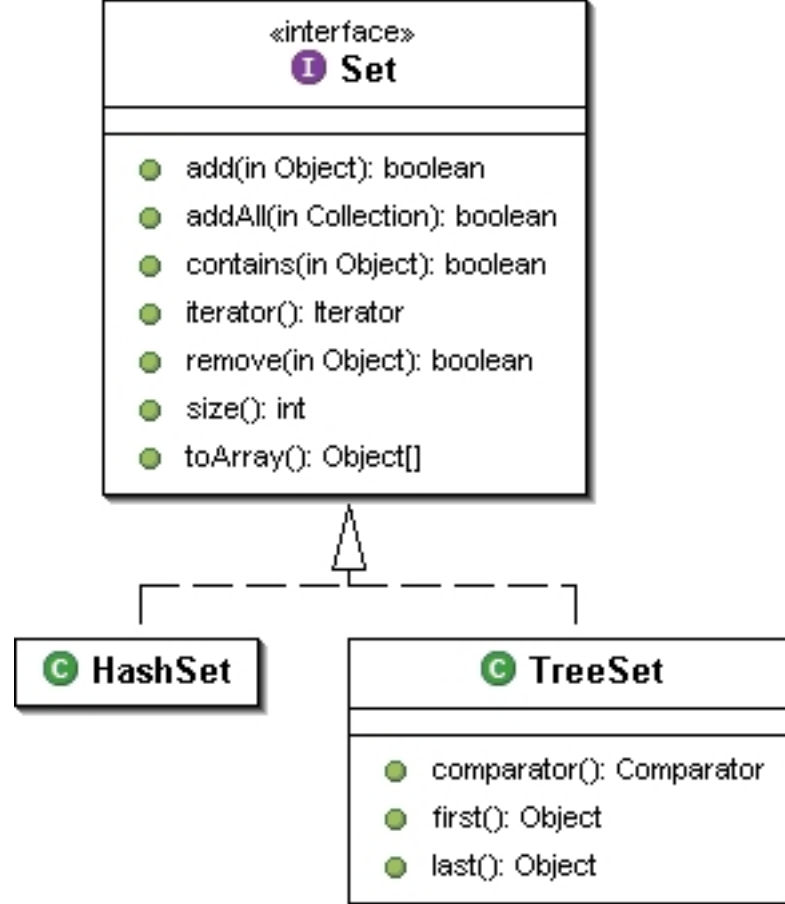 «interface»
I Set
add(in Object): boolean
addAll(in Collection): boolean
contains(in Object): boolean
iterator(): Iterator
remove(in Object): boolean
size(): int
toArray(): Object[]
C HashSet
C TreeSet
comparator(): Comparator
first(): Object
last(): Object